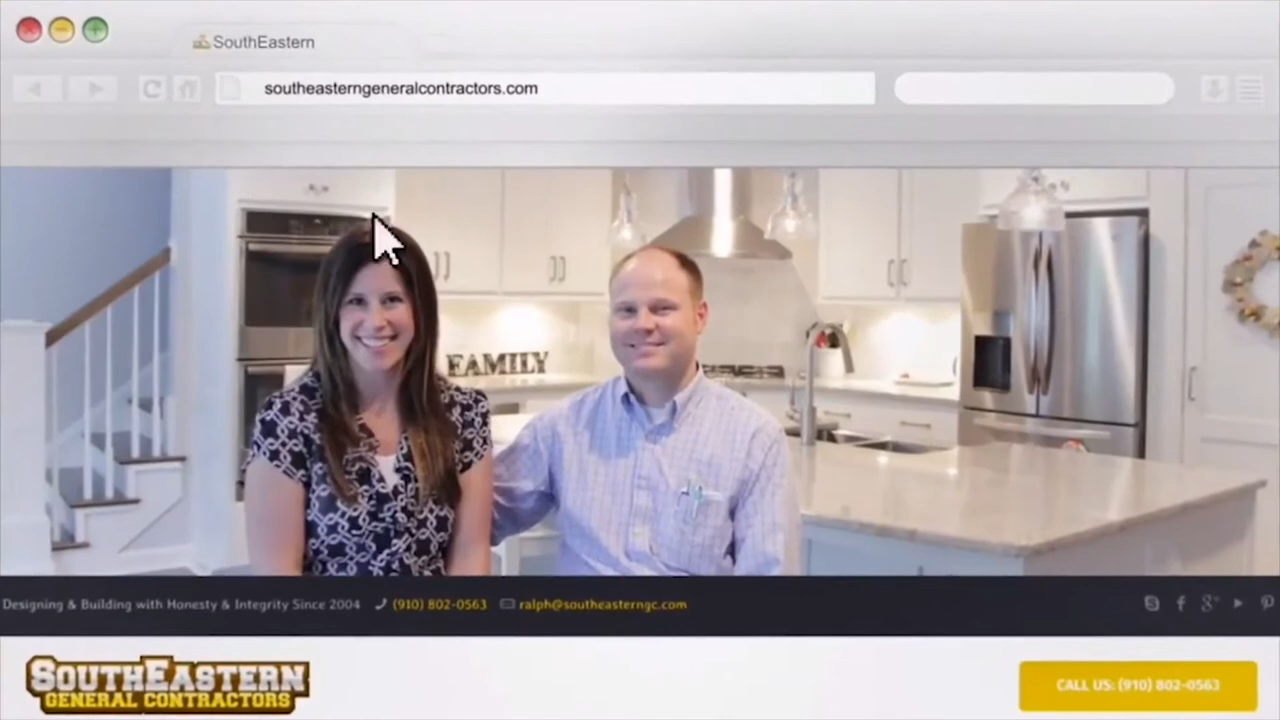 SouthEastern
southeasterngeneralcontractors.com
FAMILY
Designing & Building with Honesty & Integrity Since 2004 (910) 802-0563 ralph@southeasterngc.com
SOUTHEASTERN
GENERAL CONTRACTORS
CALL US: (910) 802-0563